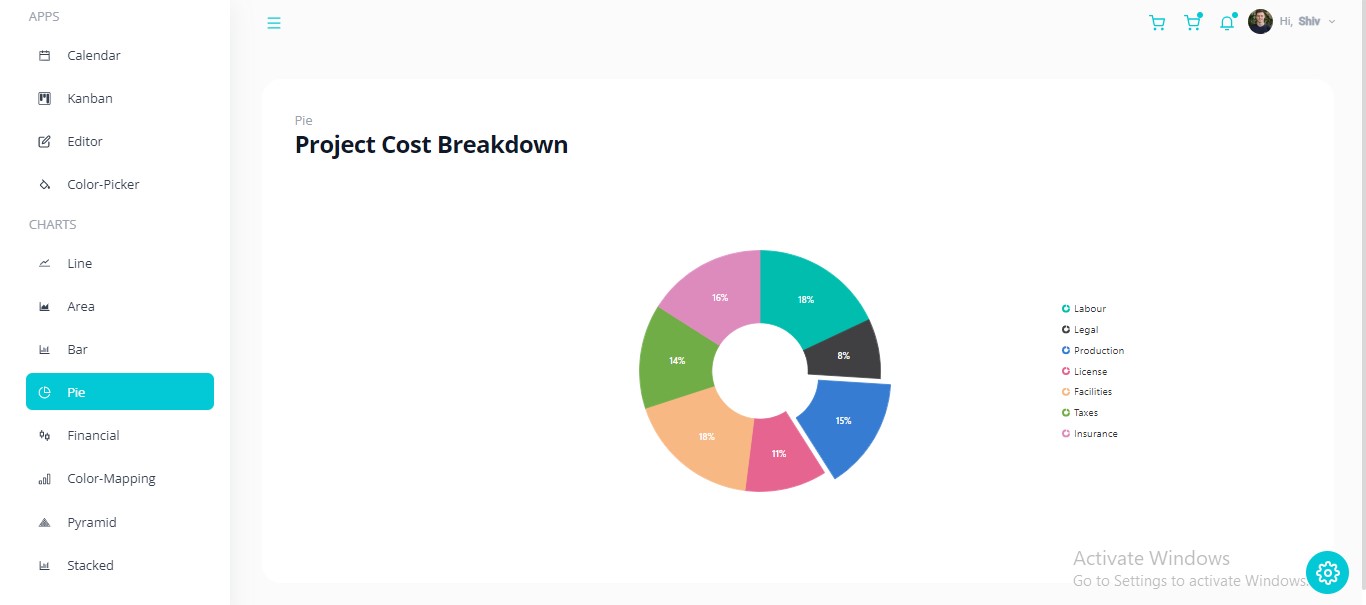 APPS
Calendar
Kanban
Editor
Color-Picker
CHARTS
Line
Area
Bar
Pie
Financial
Color-Mapping
Pyramid
Stacked
Hi, Shiv
Pie
Project Cost Breakdown
16%
18%
8%
14%
15%
18%
11%
Labour
Legal
Production
License
Facilities
Taxes
Insurance
Activate Windows
Go to Settings to activate Windows.